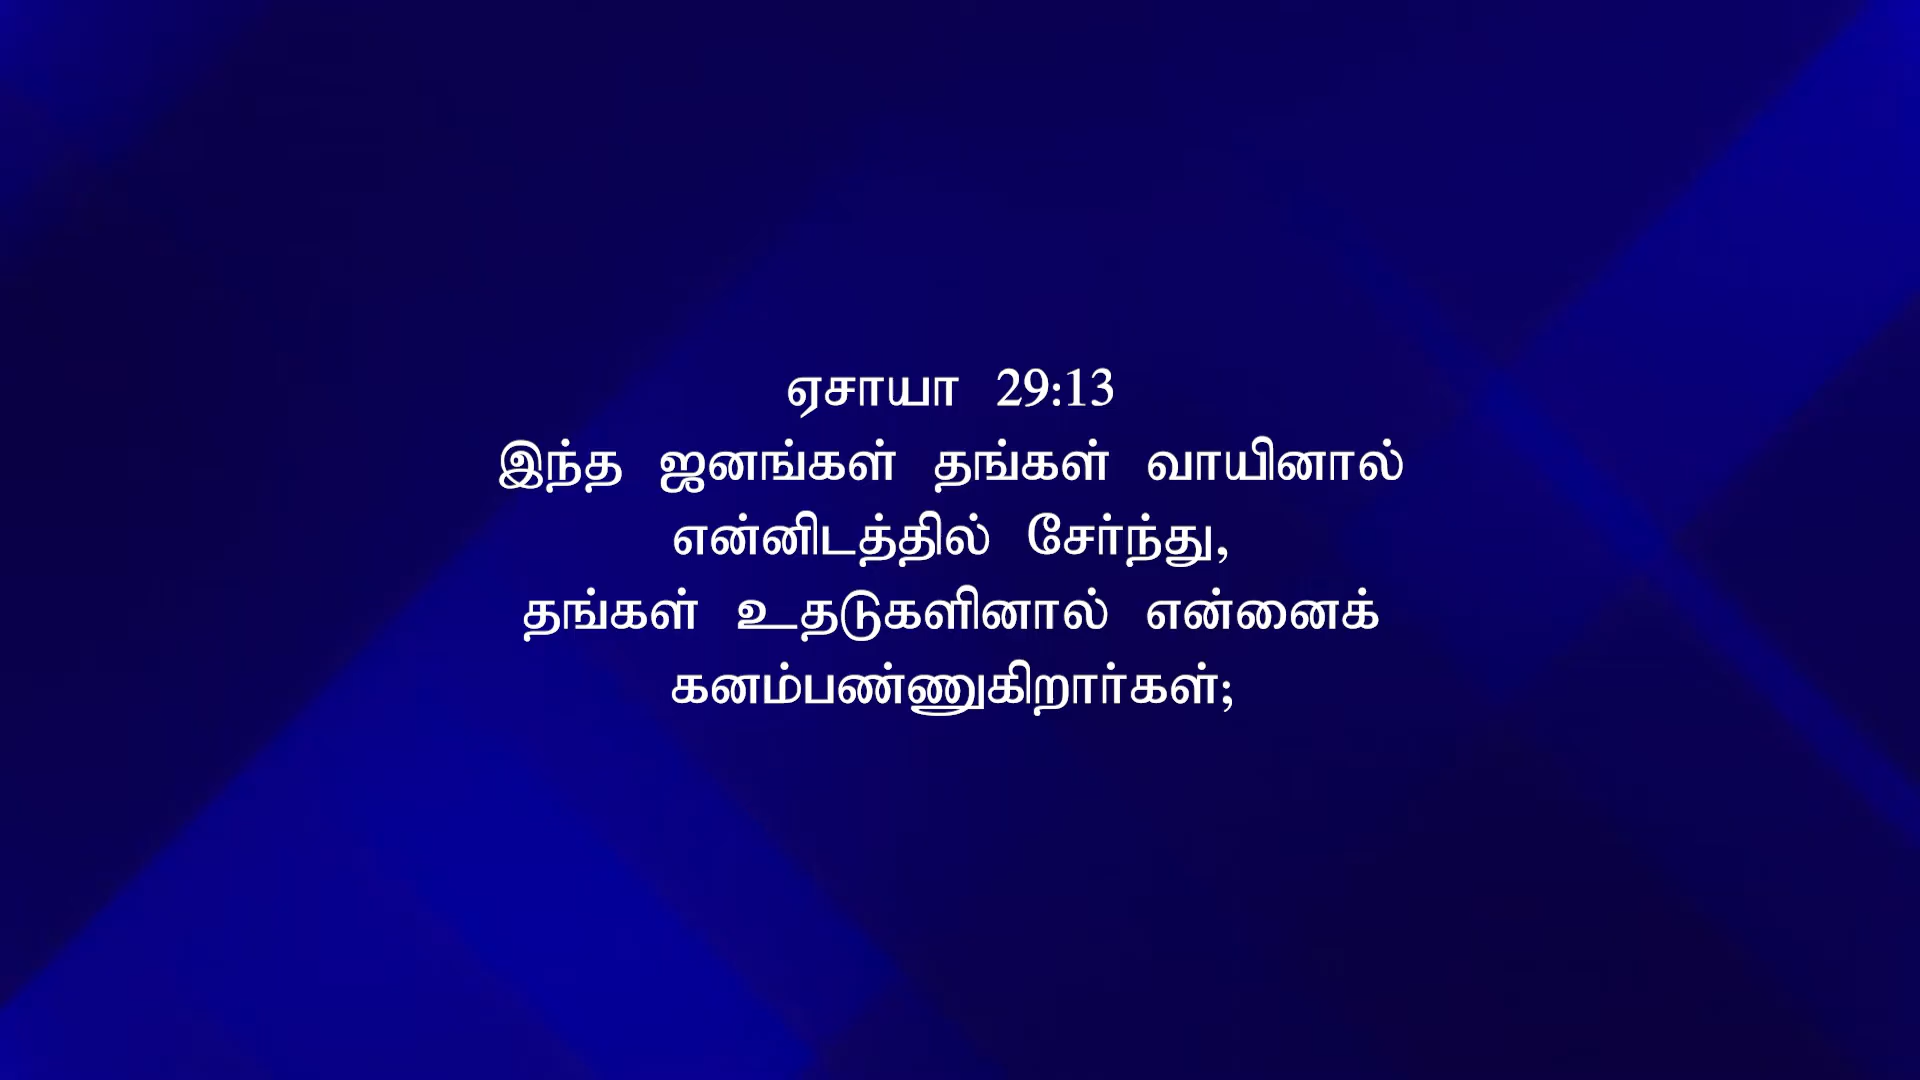 ஏசாயா 29:13
இந்த ஜனங்கள் தங்கள் வாயினால்
என்னிடத்தில் சேர்ந்து,
தங்கள் உதடுகளினால் என்னைக்
கனம்பண்ணுகிறார்கள்;